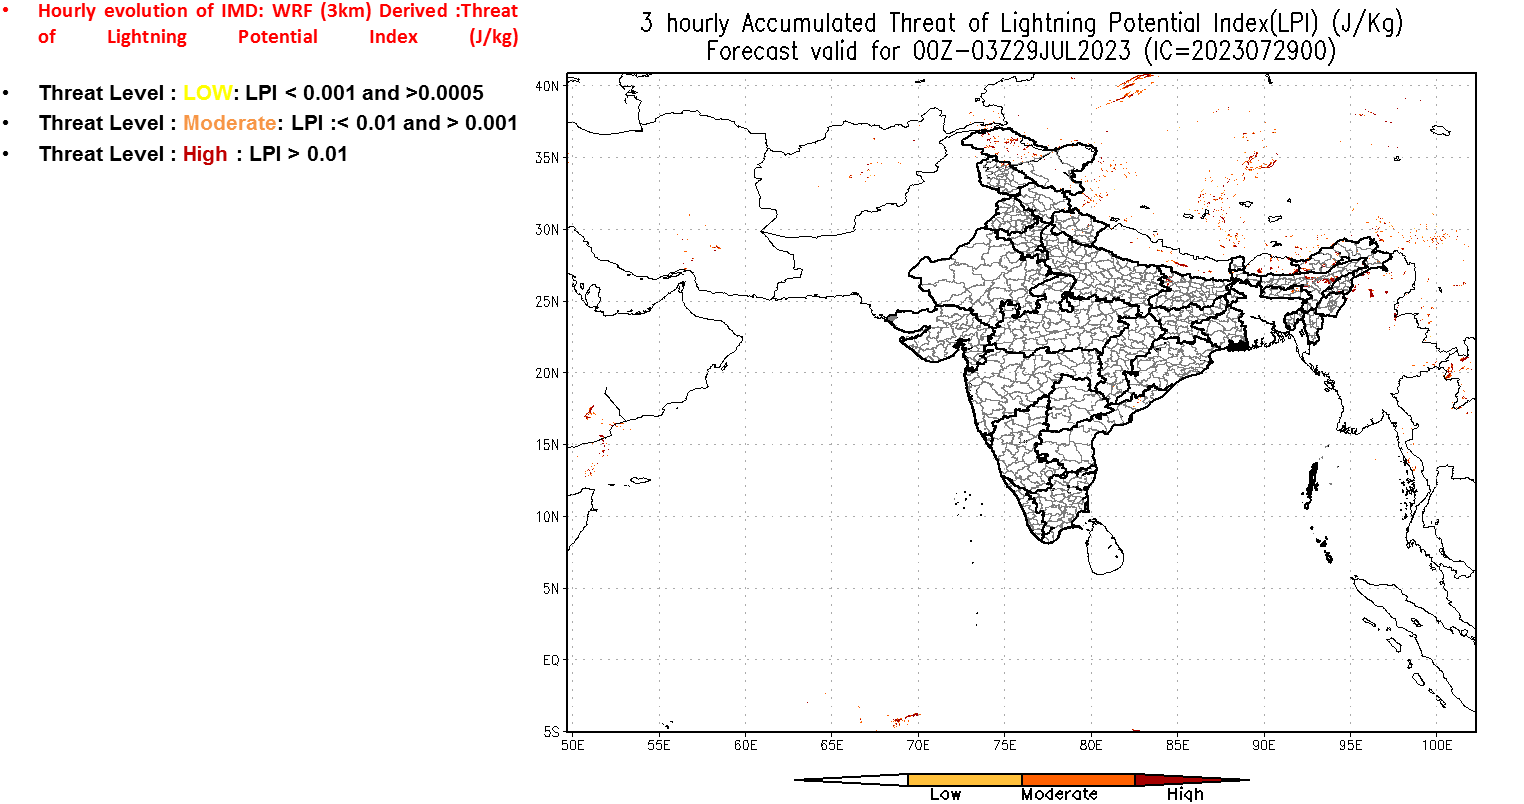 • Hourly evolution of IMD: WRF (3km) Derived :Threat
of Lightning Potential Index (J/kg)
• Threat Level : LOW: LPI < 0.001 and >0.0005
• Threat Level : Moderate: LPI :< 0.01 and > 0.001
• Threat Level : High : LPI > 0.01
3 hourly Accumulated Threat of Lightning Potential Index(LPI) (J/Kg)
Forecast valid for 00Z-03Z29JUL2023 (IC=2023072900)
40N
35N
30N
25N
20N
15N
10N
5N
EQ
5S
50E 55E 60E 65E 70E 75E 80E 85E 90E 95E 100E
Low Moderate High